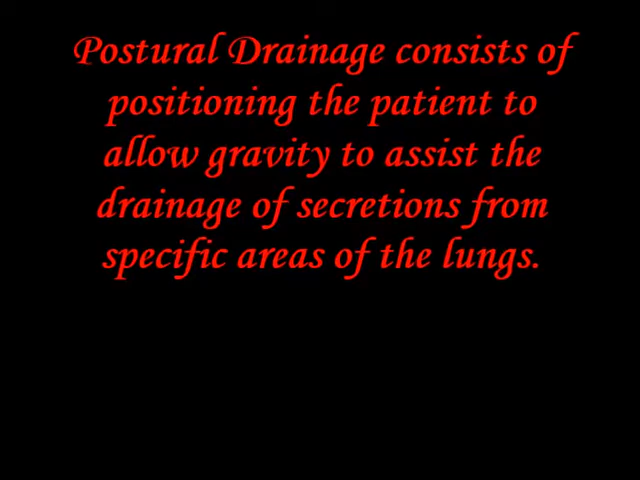 Postural Drainage consists of
positioning the patient to
allow gravity to assist the
drainage of secretions from
specific areas of the lungs.